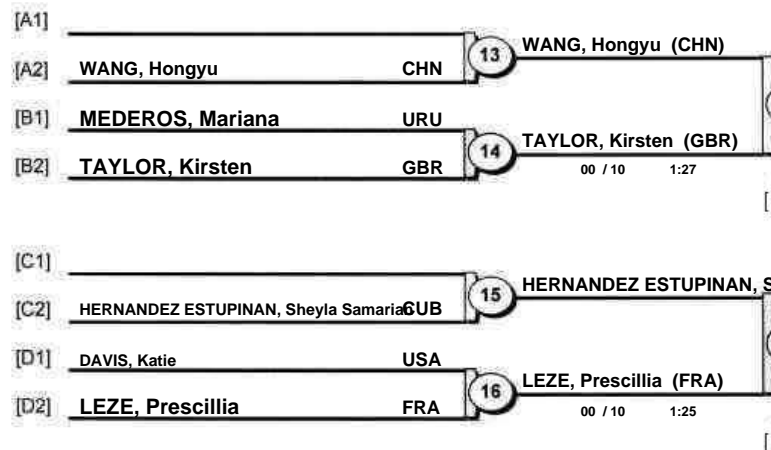 [A1]
[A2] WANG, Hongyu CHN
13 WANG, Hongyu (CHN)
[B1] MEDEROS, Mariana URU
[B2] TAYLOR, Kirsten GBR
14 TAYLOR, Kirsten (GBR)
00 / 10 1:27
[C1]
[C2] HERNANDEZ ESTUPINAN, Sheyla Samaria CUB
15 HERNANDEZ ESTUPINAN, S
[D1] DAVIS, Katie USA
[D2] LEZE, Prescillia FRA
16 LEZE, Prescillia (FRA)
00 / 10 1:25